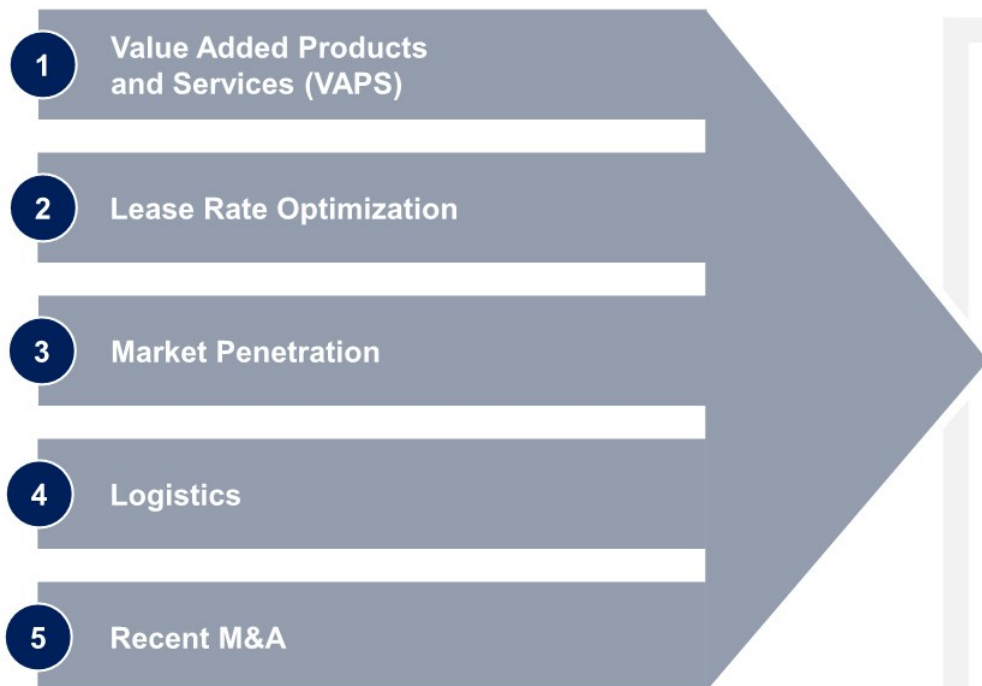 1
Value Added Products
and Services (VAPS)
2
Lease Rate Optimization
3
Market Penetration
4
Logistics
5
Recent M&A